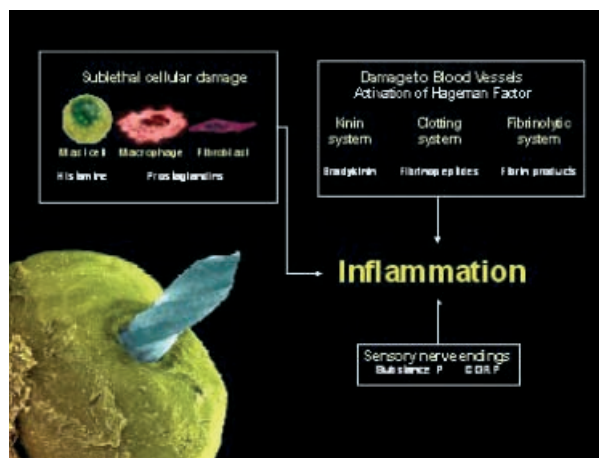 Sublethal cellular damage
Mast cell Macrophage Fibroblast
Histamine Prostaglandins
Damage to Blood Vessels
Activation of Hageman Factor
Kinin system
Clotting system
Fibrinolytic system
Bradykinin Fibrinopeptides Fibrin products
Inflammation
Sensory nerve endings
Substance P CGRP